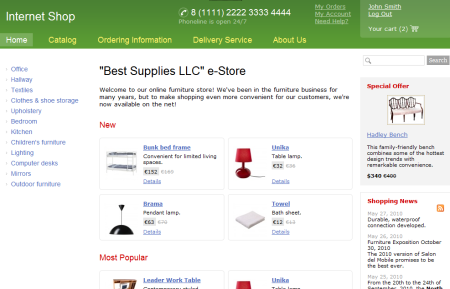 Internet Shop
8 (1111) 2222 3333 4444
Phoneline is open 24/7
My Orders
My Account
Need Help?
John Smith
Log Out
Your cart (2)
Home
Catalog
Ordering Information
Delivery Service
About Us
Office
Hallway
Textiles
Clothes & shoe storage
Upholstery
Bedroom
Kitchen
Children's furniture
Lighting
Computer desks
Mirrors
Outdoor furniture
"Best Supplies LLC" e-Store
Welcome to our online furniture store! We've been in the furniture business for
many years, but to make shopping even more convenient for our customers, we're
now available on the net!
New
Bunk bed frame
Convenient for limited living
spaces.
€152
Details
Unika
Table lamp.
€12
Details
Brama
Pendant lamp.
€63
Details
Towel
Bath sheet.
€12
Details
Most Popular
Leader Work Table
Unika
Table lamp.
Search
Special Offer
Hadley Bench
This family-friendly bench
combines some of the hottest
design trends with
remarkable convenience.
$340 €400
Shopping News
May 27, 2010
Durable, waterproof
connection developed.
May 26, 2010
Furniture Exposition October
30, 2010
The 2010 version of Salon
del Mobile promises to be
the best ever.
May 25, 2010
From the 20th to the 24th of
September, 2010, the North